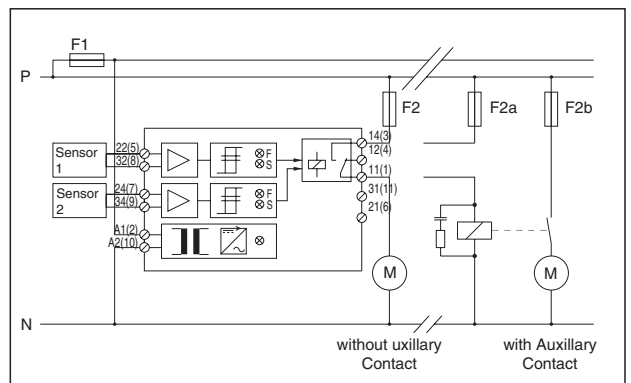 F1
P
F2
F2a
F2b
14(3)
12(4)
11(1)
31(11)
21(6)
Sensor
1
22(5)
32(8)
F
S
Sensor
2
24(7)
34(9)
F
S
A1(2)
A2(10)
M
M
N
without uxillary
Contact
with Auxillary
Contact